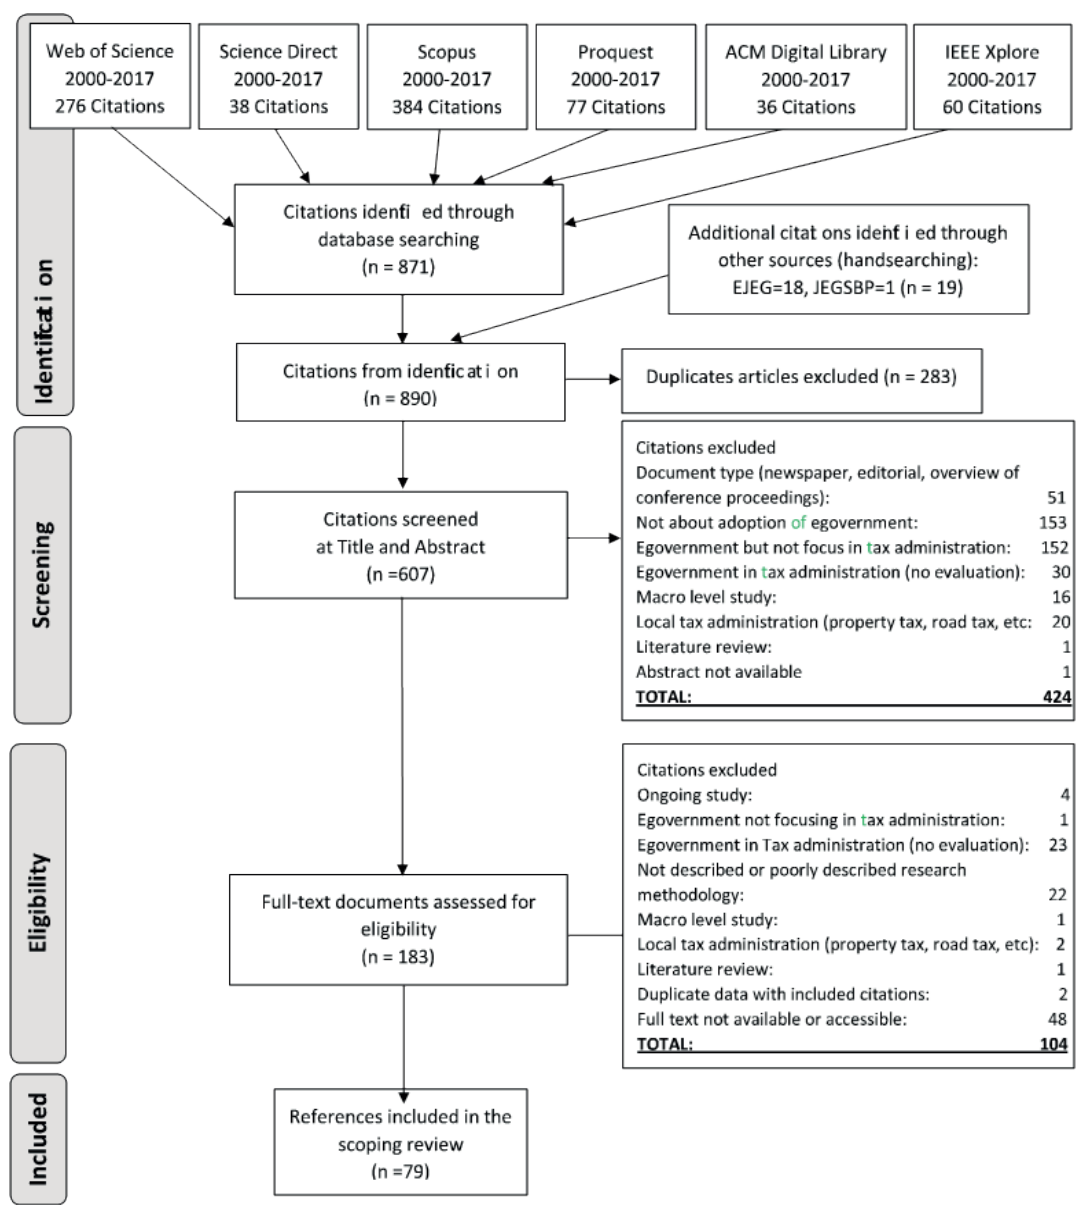 Web of Science
2000-2017
276 Citations
Science Direct
2000-2017
38 Citations
Scopus
2000-2017
384 Citations
Proquest
2000-2017
77 Citations
ACM Digital Library
2000-2017
36 Citations
IEEE Xplore
2000-2017
60 Citations
Identifcati on
Citations identifi ed through
database searching
(n = 871)
Additional citat ons identif i ed through
other sources (handsearching):
EJEG=18, JEGSBP=1 (n = 19)
Citations from idenficati on
(n = 890)
Duplicates articles excluded (n = 283)
Screening
Citations screened
at Title and Abstract
(n =607)
Citations excluded
Document type (newspaper, editorial, overview of
conference proceedings): 51
Not about adoption of egovernment: 153
Egovernment but not focus in tax administration: 152
Egovernment in tax administration (no evaluation): 30
Macro level study: 16
Local tax administration (property tax, road tax, etc: 20
Literature review: 1
Abstract not available 1
TOTAL: 424
Eligibility
Full-text documents assessed for
eligibility
(n = 183)
Citations excluded
Ongoing study: 4
Egovernment not focusing in tax administration: 1
Egovernment in Tax administration (no evaluation): 23
Not described or poorly described research
methodology: 22
Macro level study: 1
Local tax administration (property tax, road tax, etc): 2
Literature review: 1
Duplicate data with included citations: 2
Full text not available or accessible: 48
TOTAL: 104
Included
References included in the
scoping review
(n =79)